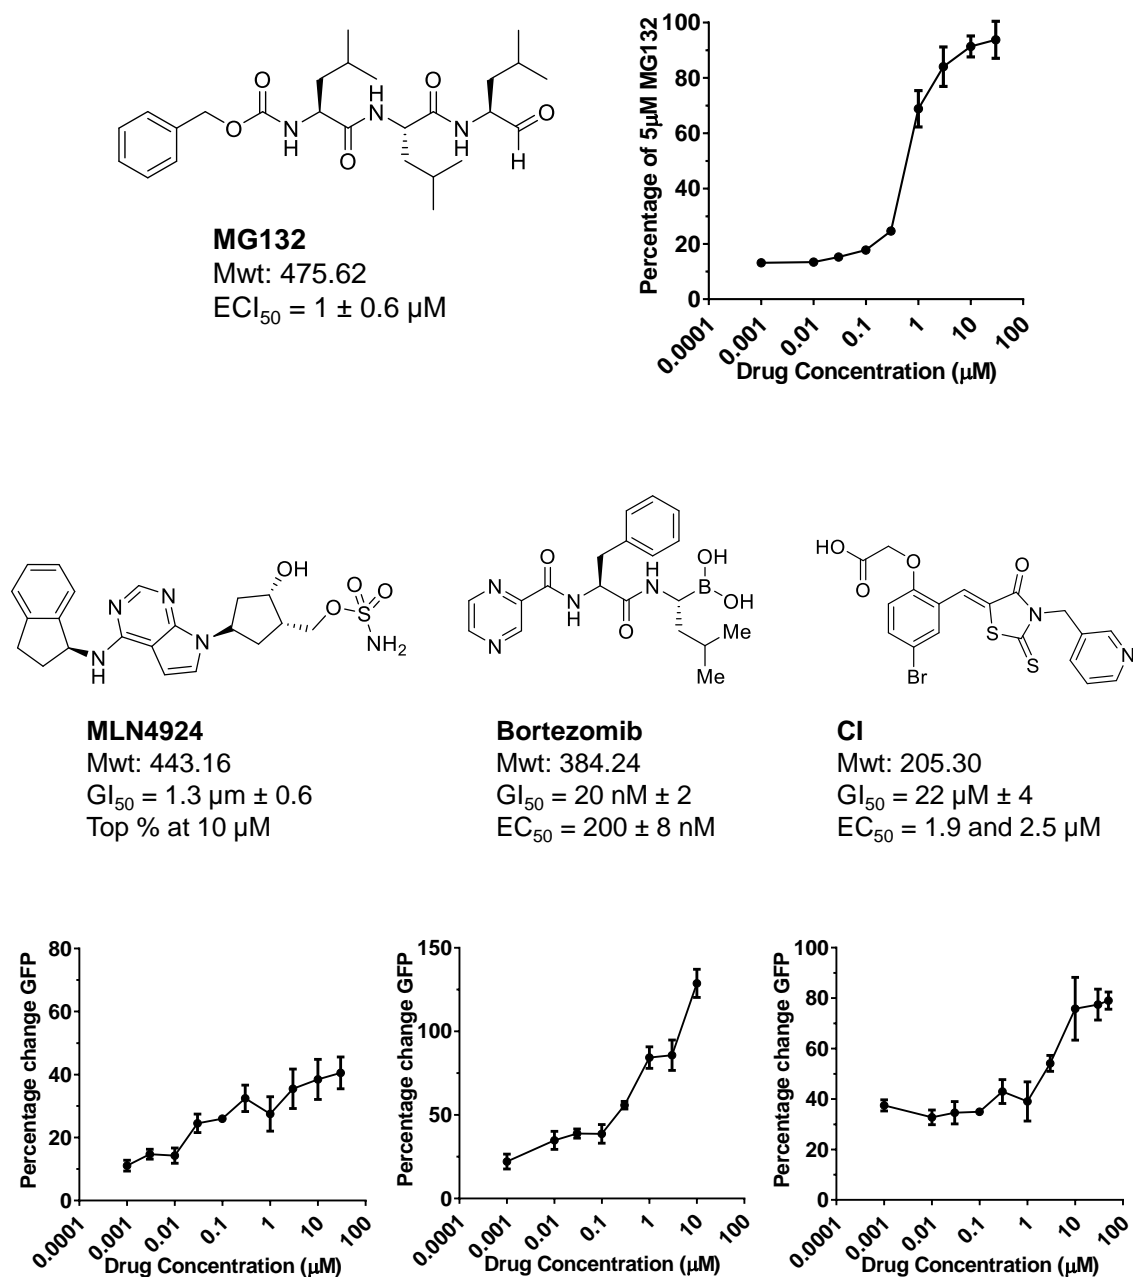 O
O
N
H
O
H
N
O
N
H
O
H
MG132
Mwt: 475.62
ECI50 = 1 ± 0.6 µM
Percentage of 5µM MG132
100
80
60
40
20
0
0.0001
0.001
0.01
0.1
1
10
100
Drug Concentration (µM)
N
H
N
N
N
OH
O
O
O
S
NH2
MLN4924
Mwt: 443.16
GI50 = 1.3 µm ± 0.6
Top % at 10 µM
N
N
O
N
H
O
H
N
B
OH
OH
Me
Me
Bortezomib
Mwt: 384.24
GI50 = 20 nM ± 2
EC50 = 200 ± 8 nM
HO
O
O
Br
O
N
S
S
N
CI
Mwt: 205.30
GI50 = 22 µM ± 4
EC50 = 1.9 and 2.5 µM
Percentage change GFP
80
60
40
20
0
0.0001
0.001
0.01
0.1
1
10
100
Drug Concentration (µM)
Percentage change GFP
150
100
50
0
0.0001
0.001
0.01
0.1
1
10
100
Drug Concentration (µM)
Percentage change GFP
100
80
60
40
20
0
0.0001
0.001
0.01
0.1
1
10
100
Drug Concentration (µM)